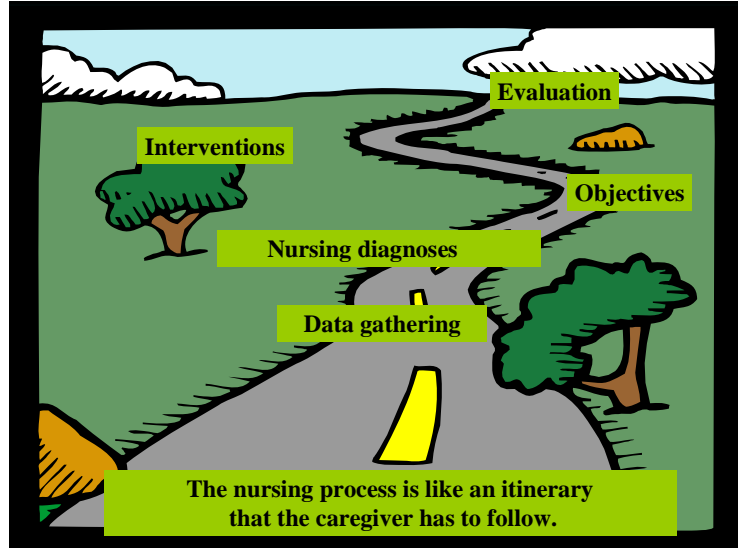 Evaluation
Interventions
Objectives
Nursing diagnoses
Data gathering
The nursing process is like an itinerary
that the caregiver has to follow.